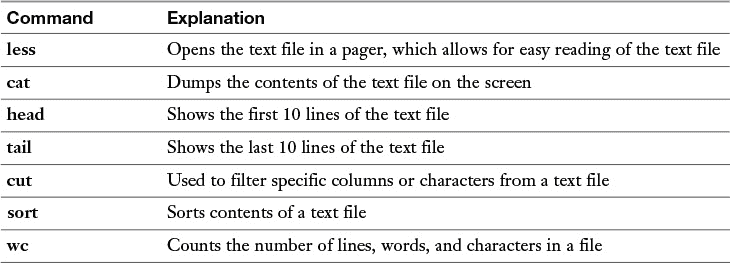 Command Explanation
less Opens the text file in a pager, which allows for easy reading of the text file
cat Dumps the contents of the text file on the screen
head Shows the first 10 lines of the text file
tail Shows the last 10 lines of the text file
cut Used to filter specific columns or characters from a text file
sort Sorts contents of a text file
wc Counts the number of lines, words, and characters in a file